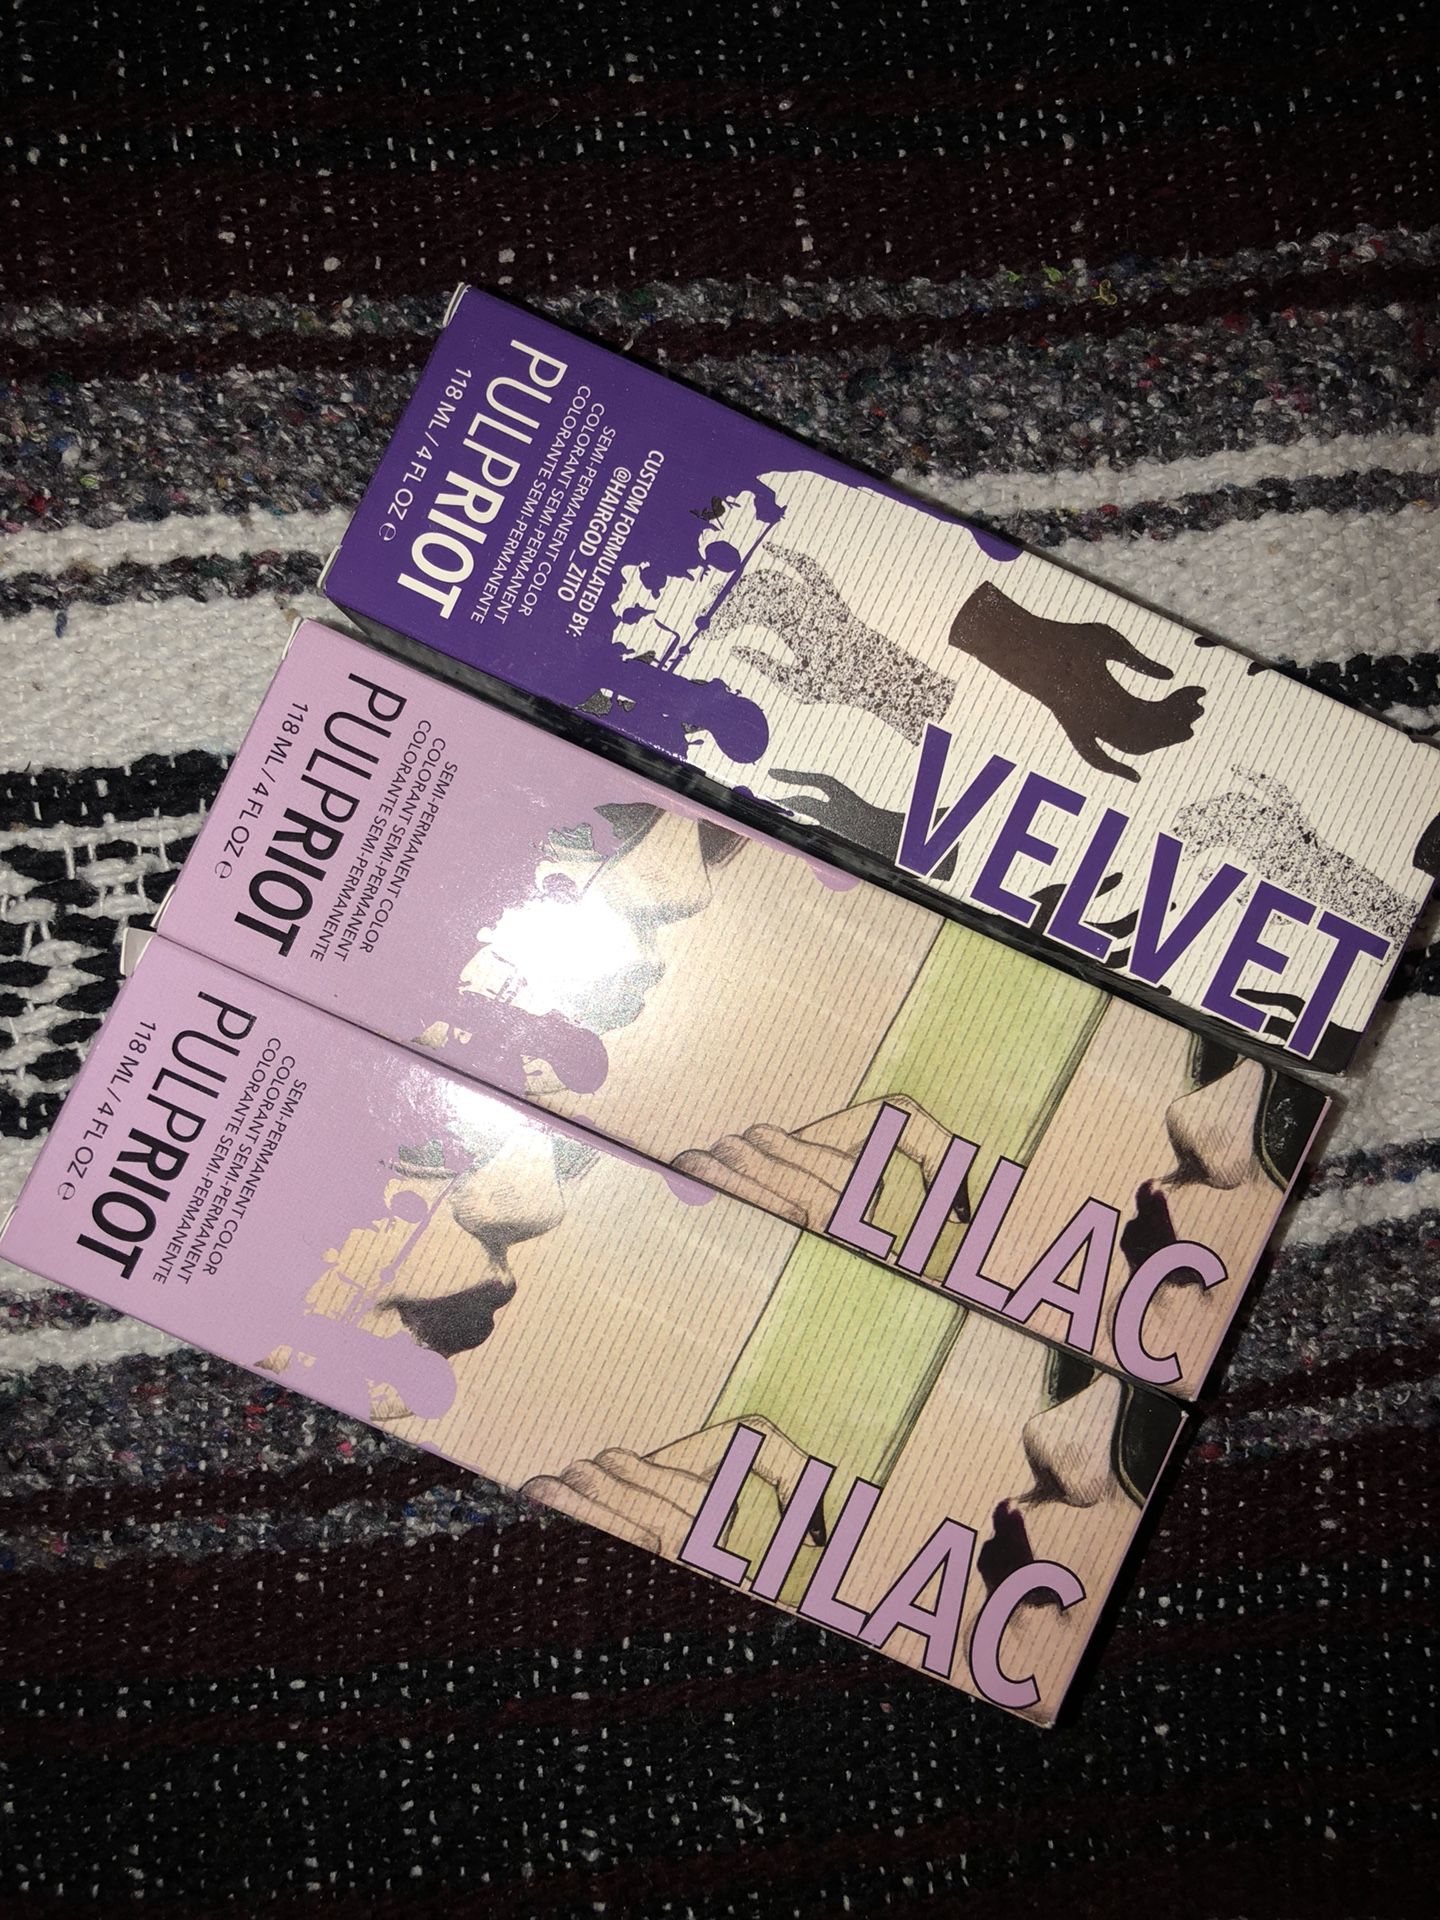 PULPRIOT
SEMI-PERMANENT COLOR
COLORANT SEMI-PERMANENT
COLORANTE SEMI-PERMANENTE
118 ML / 4 FL OZ e
CUSTOM FORMULATED BY:
@HAIRGOD_ZITO
VELVET
PULPRIOT
SEMI-PERMANENT COLOR
COLORANT SEMI-PERMANENT
COLORANTE SEMI-PERMANENTE
118 ML / 4 FL OZ e
LILAC
PULPRIOT
SEMI-PERMANENT COLOR
COLORANT SEMI-PERMANENT
COLORANTE SEMI-PERMANENTE
118 ML / 4 FL OZ e
LILAC